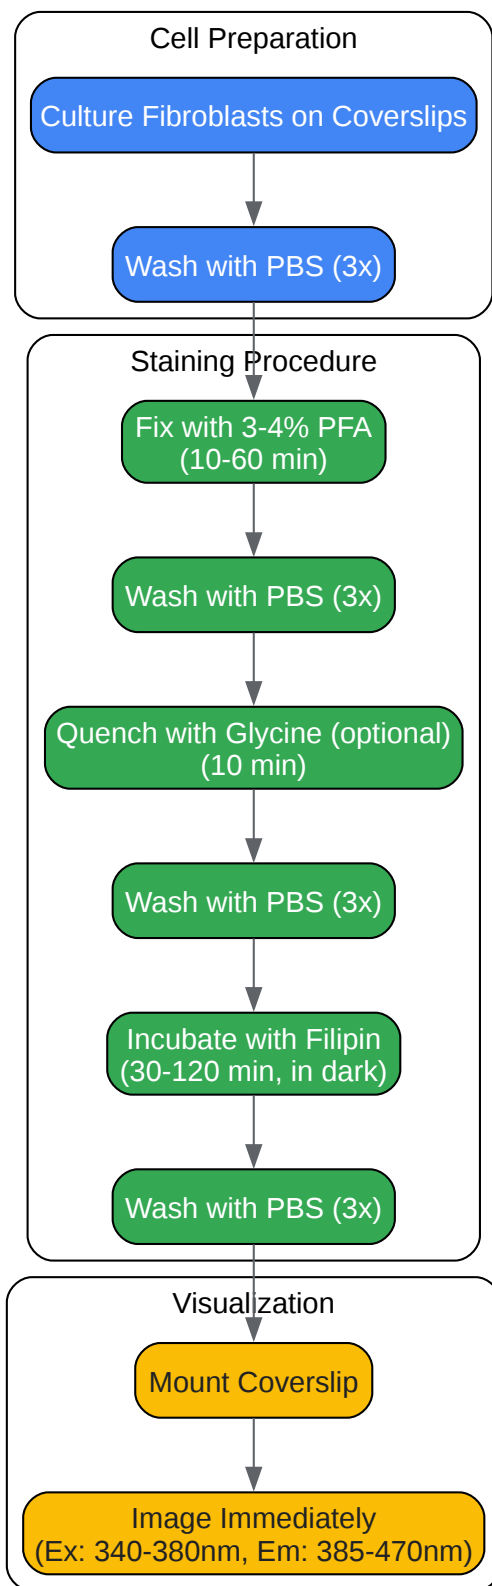 Cell Preparation
Culture Fibroblasts on Coverslips
Wash with PBS (3x)
Staining Procedure
Fix with 3-4% PFA
(10-60 min)
Wash with PBS (3x)
Quench with Glycine (optional)
(10 min)
Wash with PBS (3x)
Incubate with Filipin
(30-120 min, in dark)
Wash with PBS (3x)
Visualization
Mount Coverslip
Image Immediately
(Ex: 340-380nm, Em: 385-470nm)